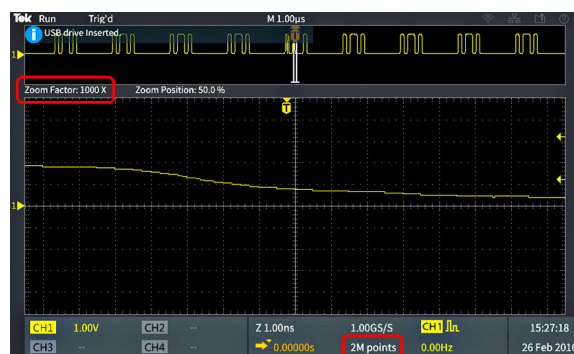 Tek Run Trig'd M 1.00µs
i USB drive Inserted.
T
1
Zoom Factor: 1000 X Zoom Position: 50.0 %
T
1
CH1 1.00V CH2 -- Z 1.00ns 1.00GS/S CH1 15:27:18
CH3 -- CH4 -- 0.00000s 2M points 0.00Hz 26 Feb 2016